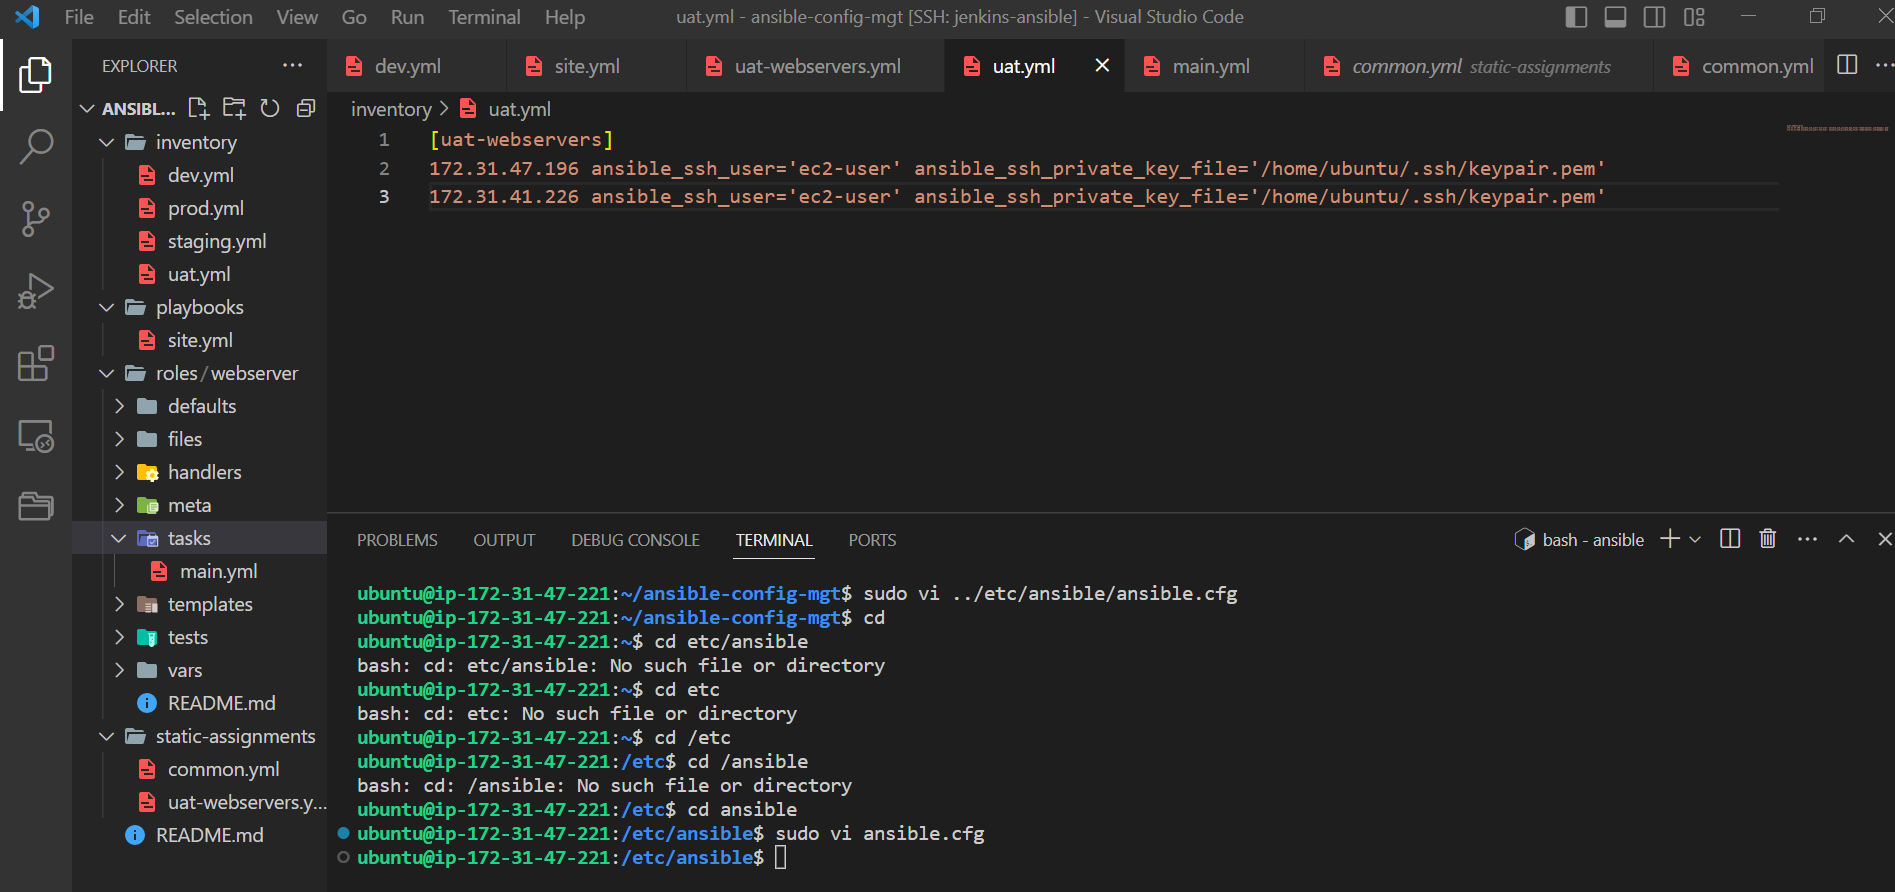 File Edit Selection View Go Run Terminal Help
uat.yml - ansible-config-mgt [SSH: jenkins-ansible] - Visual Studio Code
EXPLORER
ANSIBL...
inventory
dev.yml
prod.yml
staging.yml
uat.yml
playbooks
site.yml
roles / webserver
defaults
files
handlers
meta
tasks
main.yml
templates
tests
vars
README.md
static-assignments
common.yml
uat-webservers.y...
README.md
dev.yml site.yml uat-webservers.yml uat.yml main.yml common.yml static-assignments common.yml
inventory > uat.yml
1 [uat-webservers]
2 172.31.47.196 ansible_ssh_user='ec2-user' ansible_ssh_private_key_file='/home/ubuntu/.ssh/keypair.pem'
3 172.31.41.226 ansible_ssh_user='ec2-user' ansible_ssh_private_key_file='/home/ubuntu/.ssh/keypair.pem'
PROBLEMS OUTPUT DEBUG CONSOLE TERMINAL PORTS
bash - ansible
ubuntu@ip-172-31-47-221:~/ansible-config-mgt$ sudo vi ../etc/ansible/ansible.cfg
ubuntu@ip-172-31-47-221:~/ansible-config-mgt$ cd
ubuntu@ip-172-31-47-221:~$ cd etc/ansible
bash: cd: etc/ansible: No such file or directory
ubuntu@ip-172-31-47-221:~$ cd etc
bash: cd: etc: No such file or directory
ubuntu@ip-172-31-47-221:~$ cd /etc
ubuntu@ip-172-31-47-221:/etc$ cd /ansible
bash: cd: /ansible: No such file or directory
ubuntu@ip-172-31-47-221:/etc$ cd ansible
ubuntu@ip-172-31-47-221:/etc/ansible$ sudo vi ansible.cfg
ubuntu@ip-172-31-47-221:/etc/ansible$